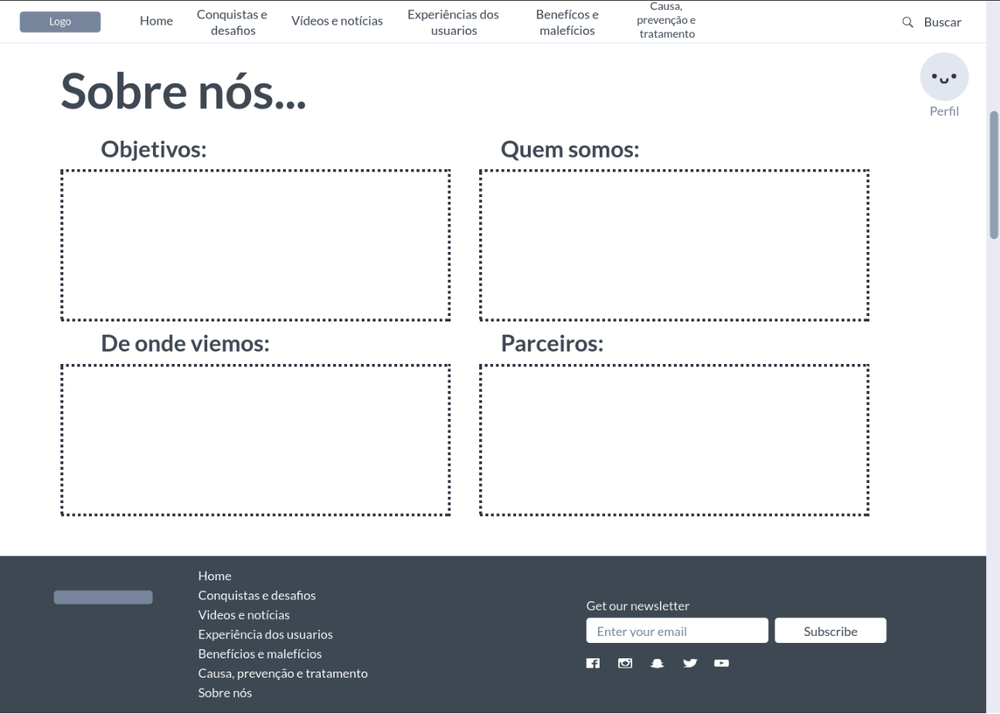 Logo
Home
Conquistas e
desafios
Vídeos e notícias
Experiências dos
usuarios
Benefícos e
malefícios
Causa,
prevenção e
tratamento
Buscar
Perfil
Sobre nós...
Objetivos:
Quem somos:
De onde viemos:
Parceiros:
Home
Conquistas e desafios
Videos e notícias
Experiência dos usuarios
Benefícios e malefícios
Causa, prevenção e tratamento
Sobre nós
Get our newsletter
Enter your email
Subscribe